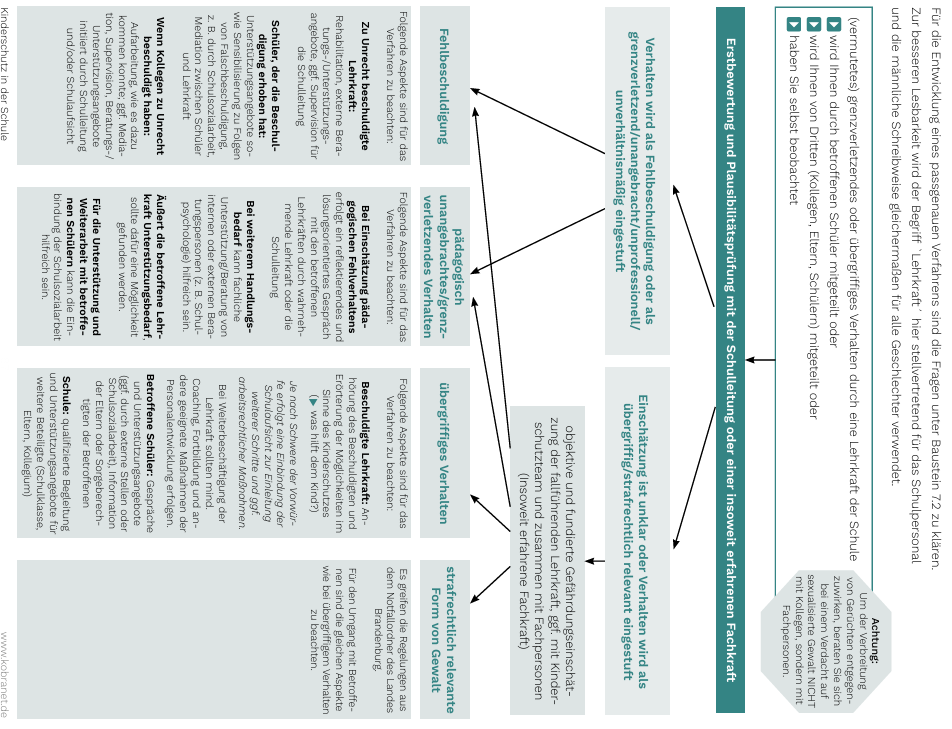 Für die Entwicklung eines passgenauen Verfahrens sind die Fragen unter Baustein 7.2 zu klären.
Zur besseren Lesbarkeit wird der Begriff ´Lehrkraft´ hier stellvertretend für das Schulpersonal
und die männliche Schreibweise gleichermaßen für alle Geschlechter verwendet.
(vermutetes) grenzverletzendes oder übergriffiges Verhalten durch eine Lehrkraft der Schule
wird Ihnen durch betroffenen Schüler mitgeteilt oder
wird Ihnen von Dritten (Kollegen, Eltern, Schülern) mitgeteilt oder
haben Sie selbst beobachtet
Achtung:
Um der Verbreitung
von Gerüchten entgegen-
zuwirken, beraten Sie sich
bei einem Verdacht auf
sexualisierte Gewalt NICHT
mit Kollegen, sondern mit
Fachpersonen.
Erstbewertung und Plausibilitätsprüfung mit der Schulleitung oder einer insoweit erfahrenen Fachkraft
Verhalten wird als Fehlbeschuldigung oder als
grenzverletzend/unangebracht/unprofessionell/
unverhältnismäßig eingestuft
Einschätzung ist unklar oder Verhalten wird als
übergriffig/strafrechtlich relevant eingestuft
objektive und fundierte Gefährdungseinschät-
zung der fallführenden Lehrkraft, ggf. mit Kinder-
schutzteam und zusammen mit Fachpersonen
(Insoweit erfahrene Fachkraft)
Fehlbeschuldigung
Folgende Aspekte sind für das
Verfahren zu beachten:
Zu Unrecht beschuldigte
Lehrkraft:
Rehabilitation, externe Bera-
tungs-/Unterstützungs-
angebote, ggf. Supervision für
die Schulleitung
Schüler, der die Beschul-
digung erhoben hat:
Unterstützungsangebote so-
wie Sensibilisierung zu Folgen
von Falschbeschuldigung,
z. B. durch Schulsozialarbeit,
Mediation zwischen Schüler
und Lehrkraft
Wenn Kollegen zu Unrecht
beschuldigt haben:
Aufarbeitung, wie es dazu
kommen konnte; ggf. Media-
tion, Supervision, Beratungs-/
Unterstützungsangebote
initiiert durch Schulleitung
und/oder Schulaufsicht
pädagogisch
unangebrachtes/grenz-
verletzendes Verhalten
Folgende Aspekte sind für das
Verfahren zu beachten:
Bei Einschätzung päda-
gogischen Fehlverhaltens
erfolgt ein reflektierendes und
lösungsorientiertes Gespräch
mit den betroffenen
Lehrkräften durch wahrneh-
mende Lehrkraft oder die
Schulleitung
Bei weiterem Handlungs-
bedarf kann fachliche
Unterstützung/Beratung von
internen oder externen Bera-
tungspersonen (z. B. Schul-
psychologie) hilfreich sein.
Äußert die betroffene Lehr-
kraft Unterstützungsbedarf,
sollte dafür eine Möglichkeit
gefunden werden.
Für die Unterstützung und
Weiterarbeit mit betroffe-
nen Schülern kann die Ein-
bindung der Schulsozialarbeit
hilfreich sein.
übergriffiges Verhalten
Folgende Aspekte sind für das
Verfahren zu beachten:
Beschuldigte Lehrkraft: An-
hörung des Beschuldigten und
Erörterung der Möglichkeiten im
Sinne des Kinderschutzes
(▶ was hilft dem Kind?)
Je nach Schwere der Vorwür-
fe erfolgt eine Einbindung der
Schulaufsicht zur Einleitung
weiterer Schritte und ggf.
arbeitsrechtlicher Maßnahmen.
Bei Weiterbeschäftigung der
Lehrkraft sollten mind.
Coaching, Fortbildung und an-
dere geeignete Maßnahmen der
Personalentwicklung erfolgen.
Betroffene Schüler: Gespräche
und Unterstützungsangebote
(ggf. durch externe Stellen oder
Schulsozialarbeit), Information
der Eltern oder Sorgeberech-
tigten der Betroffenen
Schule: qualifizierte Begleitung
und Unterstützungsangebote für
weitere Beteiligte (Schulklasse,
Eltern, Kollegium)
strafrechtlich relevante
Form von Gewalt
Es greifen die Regelungen aus
dem Notfallordner des Landes
Brandenburg.
Für den Umgang mit Betroffe-
nen sind die gleichen Aspekte
wie bei übergriffigem Verhalten
zu beachten.
Kinderschutz in der Schule
www.kobranet.de